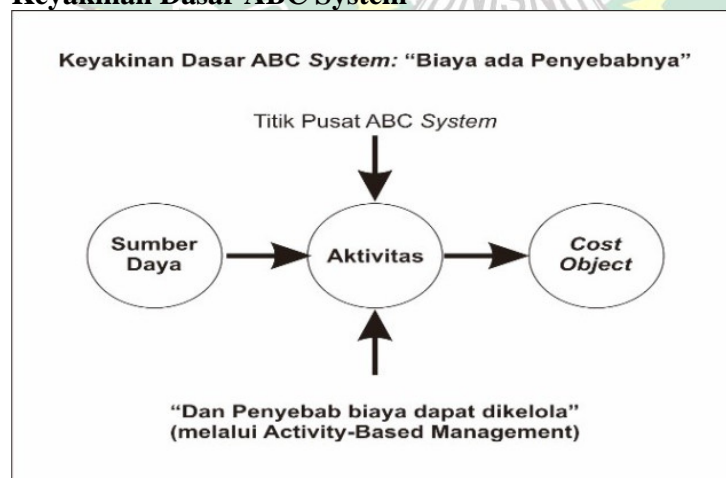 Keyakinan Dasar ABC System
Keyakinan Dasar ABC System: “Biaya ada Penyebabnya”
Titik Pusat ABC System
Sumber
Daya
Aktivitas
Cost
Object
“Dan Penyebab biaya dapat dikelola”
(melalui Activity-Based Management)